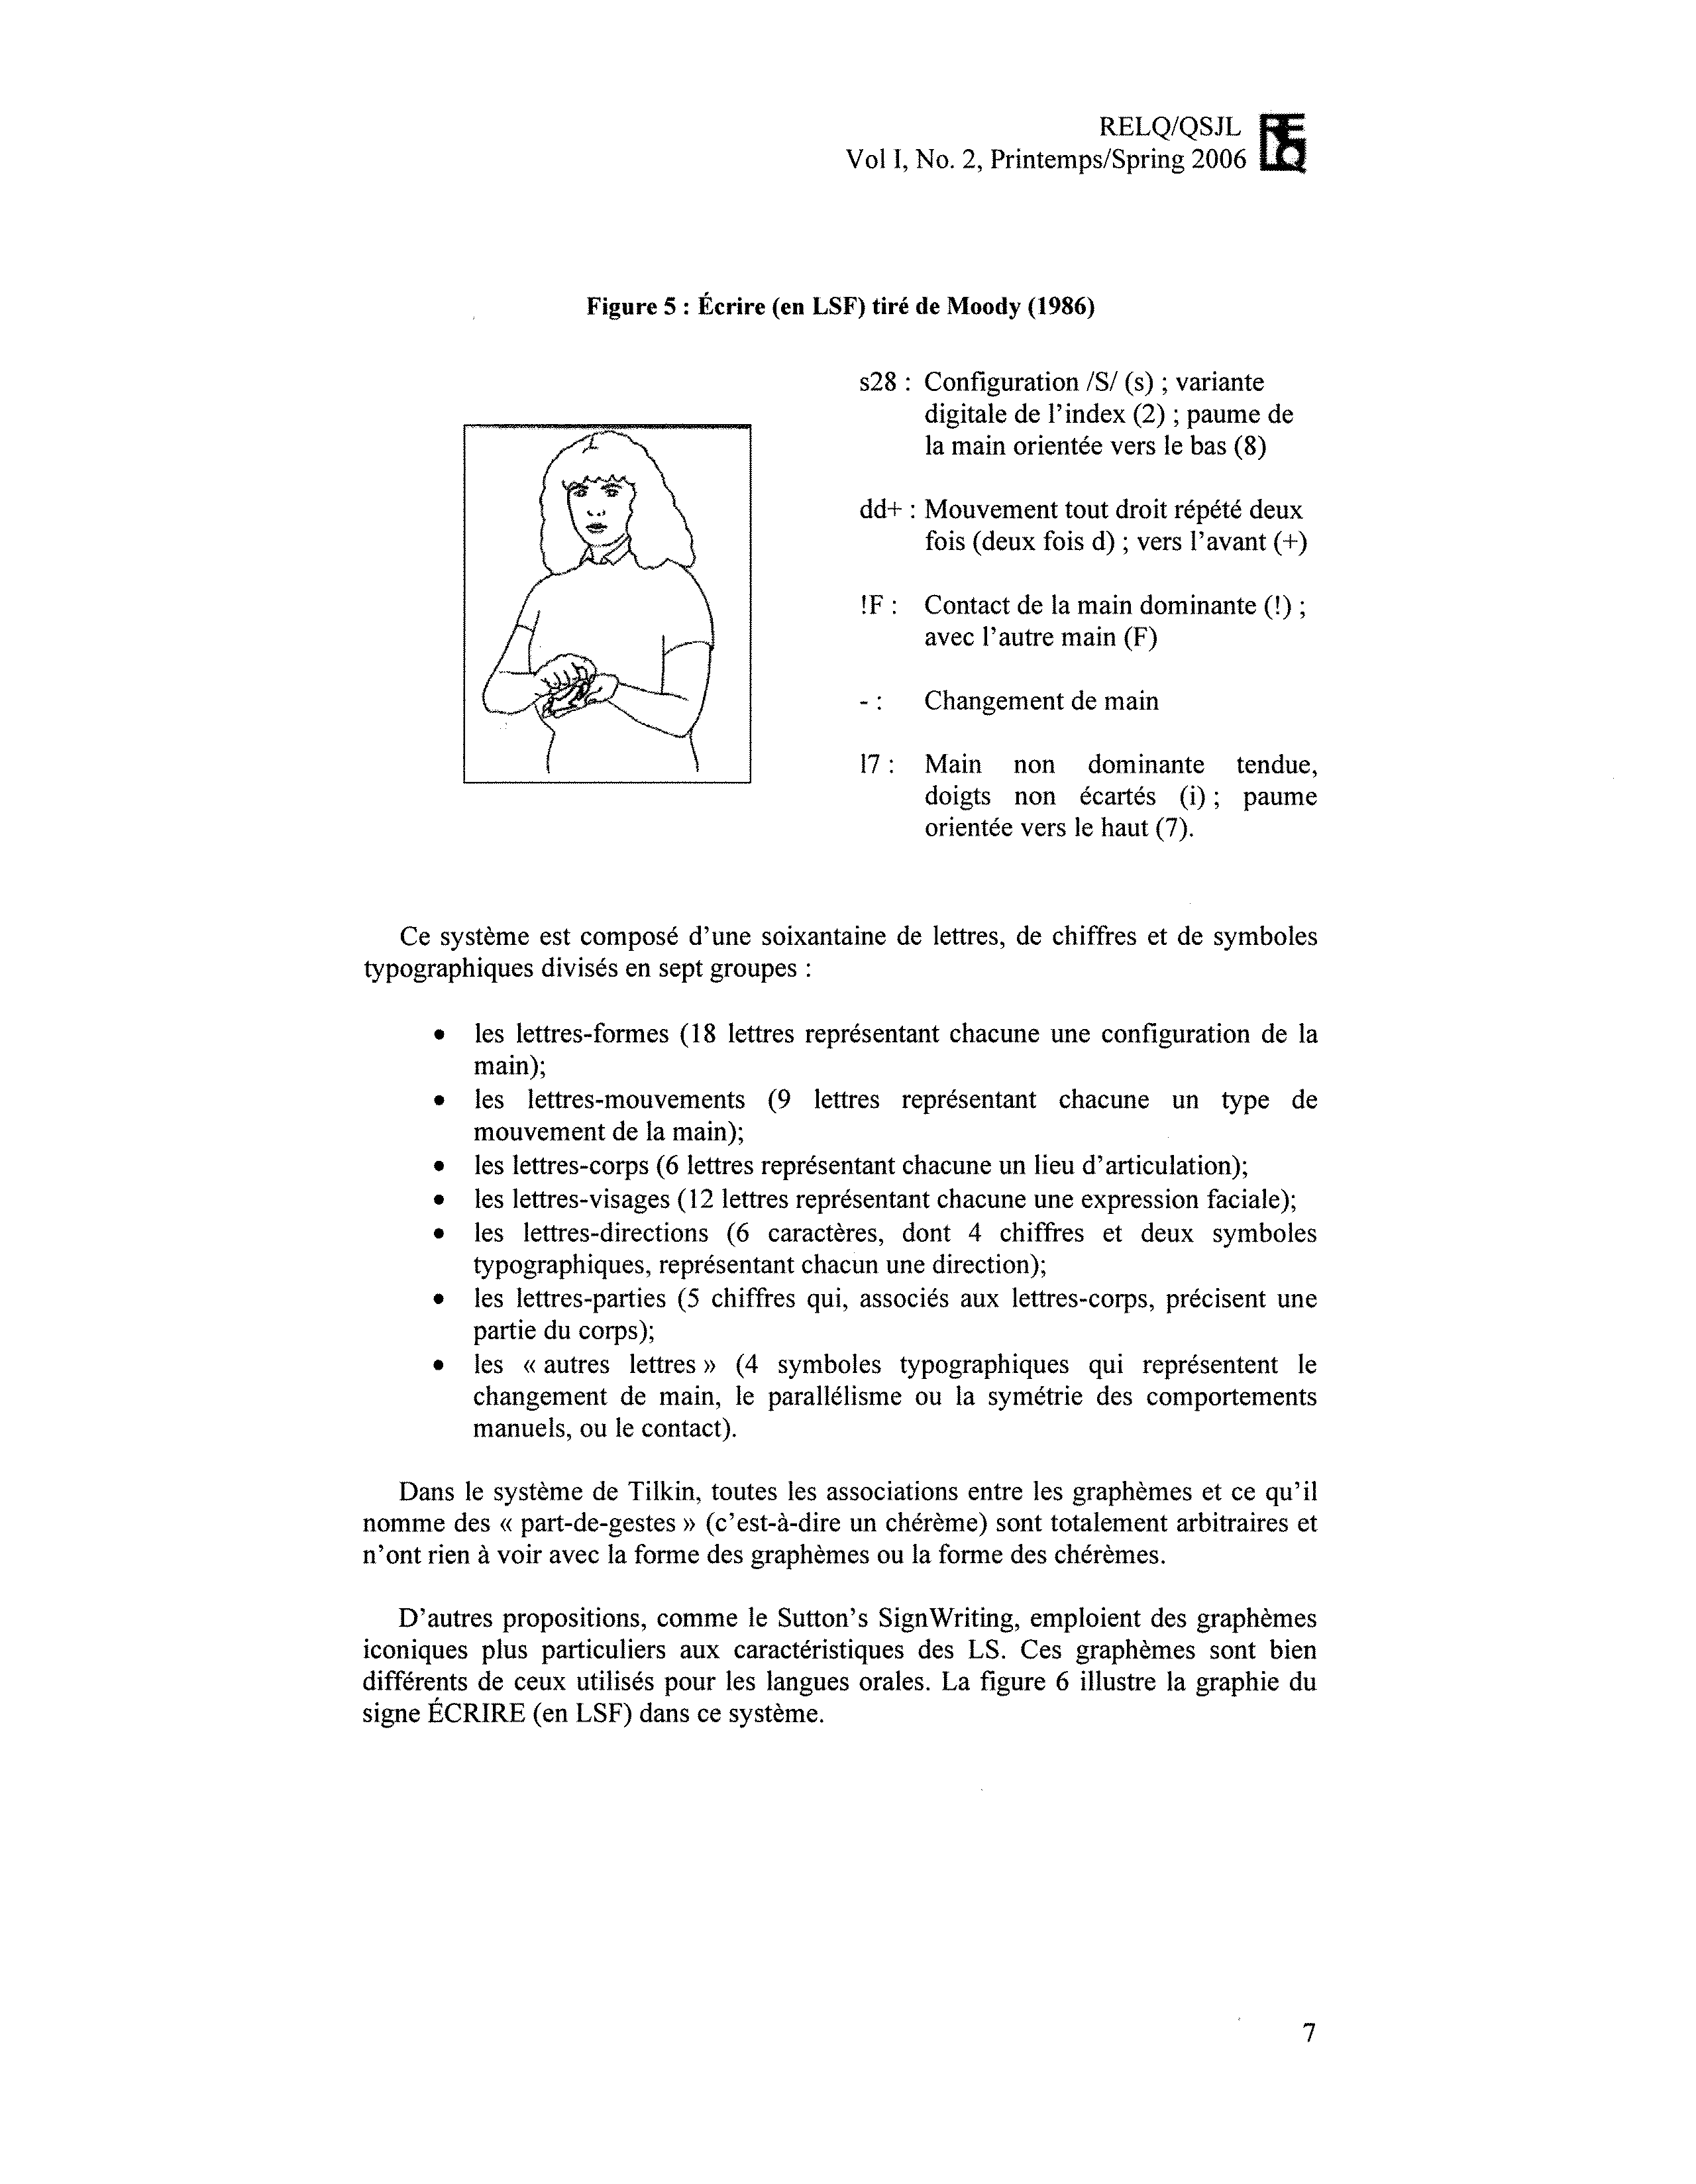 RELQ/QSJL
Vol I, No. 2, Printemps/Spring 2006
RELQ
Figure 5 : Écrire (en LSF) tiré de Moody (1986)
s28 : Configuration /S/ (s) ; variante
digitale de l'index (2) ; paume de
la main orientée vers le bas (8)
dd+ : Mouvement tout droit répété deux
fois (deux fois d) ; vers l'avant (+)
!F : Contact de la main dominante (!) ;
avec l'autre main (F)
- : Changement de main
l7 : Main non dominante tendue,
doigts non écartés (i) ; paume
orientée vers le haut (7).
Ce système est composé d'une soixantaine de lettres, de chiffres et de symboles
typographiques divisés en sept groupes :
• les lettres-formes (18 lettres représentant chacune une configuration de la
main);
• les lettres-mouvements (9 lettres représentant chacune un type de
mouvement de la main);
• les lettres-corps (6 lettres représentant chacune un lieu d'articulation);
• les lettres-visages (12 lettres représentant chacune une expression faciale);
• les lettres-directions (6 caractères, dont 4 chiffres et deux symboles
typographiques, représentant chacun une direction);
• les lettres-parties (5 chiffres qui, associés aux lettres-corps, précisent une
partie du corps);
• les « autres lettres » (4 symboles typographiques qui représentent le
changement de main, le parallélisme ou la symétrie des comportements
manuels, ou le contact).
Dans le système de Tilkin, toutes les associations entre les graphèmes et ce qu'il
nomme des « part-de-gestes » (c'est-à-dire un chérème) sont totalement arbitraires et
n'ont rien à voir avec la forme des graphèmes ou la forme des chérèmes.
D'autres propositions, comme le Sutton's SignWriting, emploient des graphèmes
iconiques plus particuliers aux caractéristiques des LS. Ces graphèmes sont bien
différents de ceux utilisés pour les langues orales. La figure 6 illustre la graphie du
signe ÉCRIRE (en LSF) dans ce système.
7